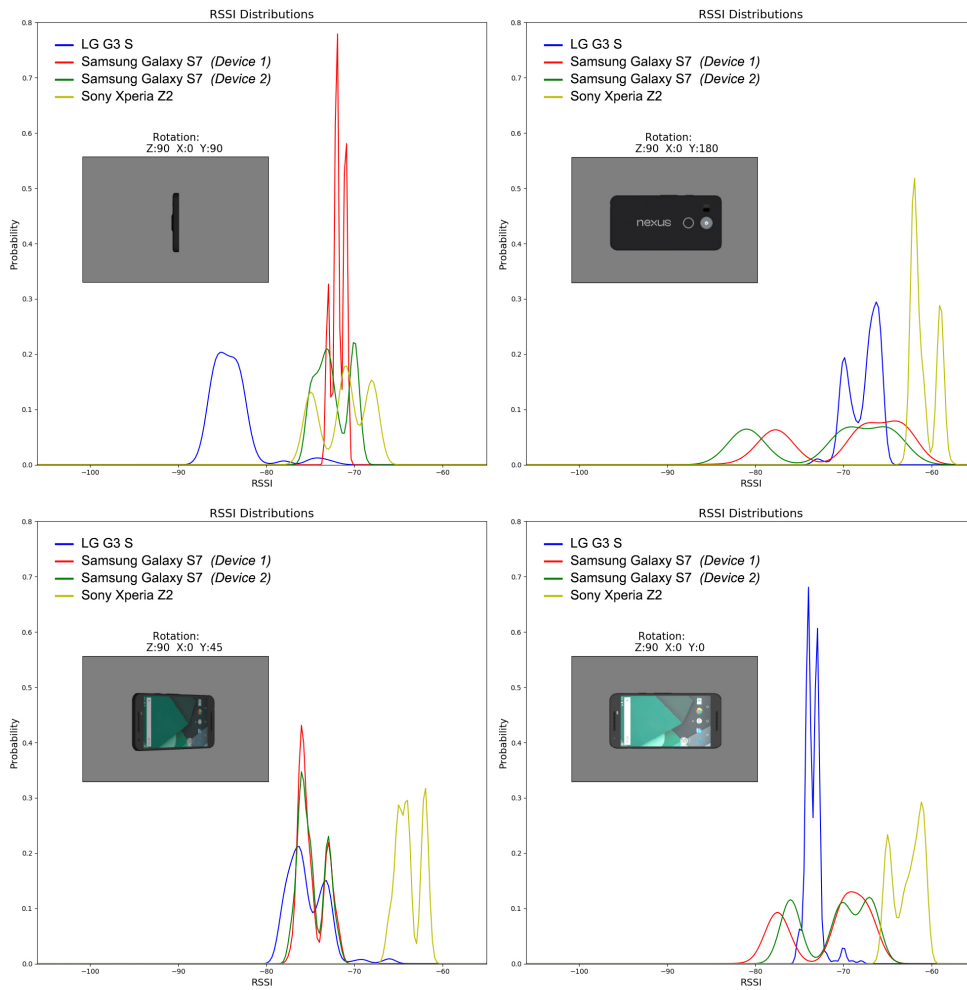 RSSI Distributions
LG G3 S
Samsung Galaxy S7 (Device 1)
Samsung Galaxy S7 (Device 2)
Sony Xperia Z2
Rotation:
Z:90 X:0 Y:90
Probability
0.8
0.7
0.6
0.5
0.4
0.3
0.2
0.1
0.0
−100
−90
−80
−70
−60
RSSI
RSSI Distributions
LG G3 S
Samsung Galaxy S7 (Device 1)
Samsung Galaxy S7 (Device 2)
Sony Xperia Z2
Rotation:
Z:90 X:0 Y:180
nexus
Probability
0.8
0.7
0.6
0.5
0.4
0.3
0.2
0.1
0.0
−100
−90
−80
−70
−60
RSSI
RSSI Distributions
LG G3 S
Samsung Galaxy S7 (Device 1)
Samsung Galaxy S7 (Device 2)
Sony Xperia Z2
Rotation:
Z:90 X:0 Y:45
Probability
0.8
0.7
0.6
0.5
0.4
0.3
0.2
0.1
0.0
−100
−90
−80
−70
−60
RSSI
RSSI Distributions
LG G3 S
Samsung Galaxy S7 (Device 1)
Samsung Galaxy S7 (Device 2)
Sony Xperia Z2
Rotation:
Z:90 X:0 Y:0
Probability
0.8
0.7
0.6
0.5
0.4
0.3
0.2
0.1
0.0
−100
−90
−80
−70
−60
RSSI